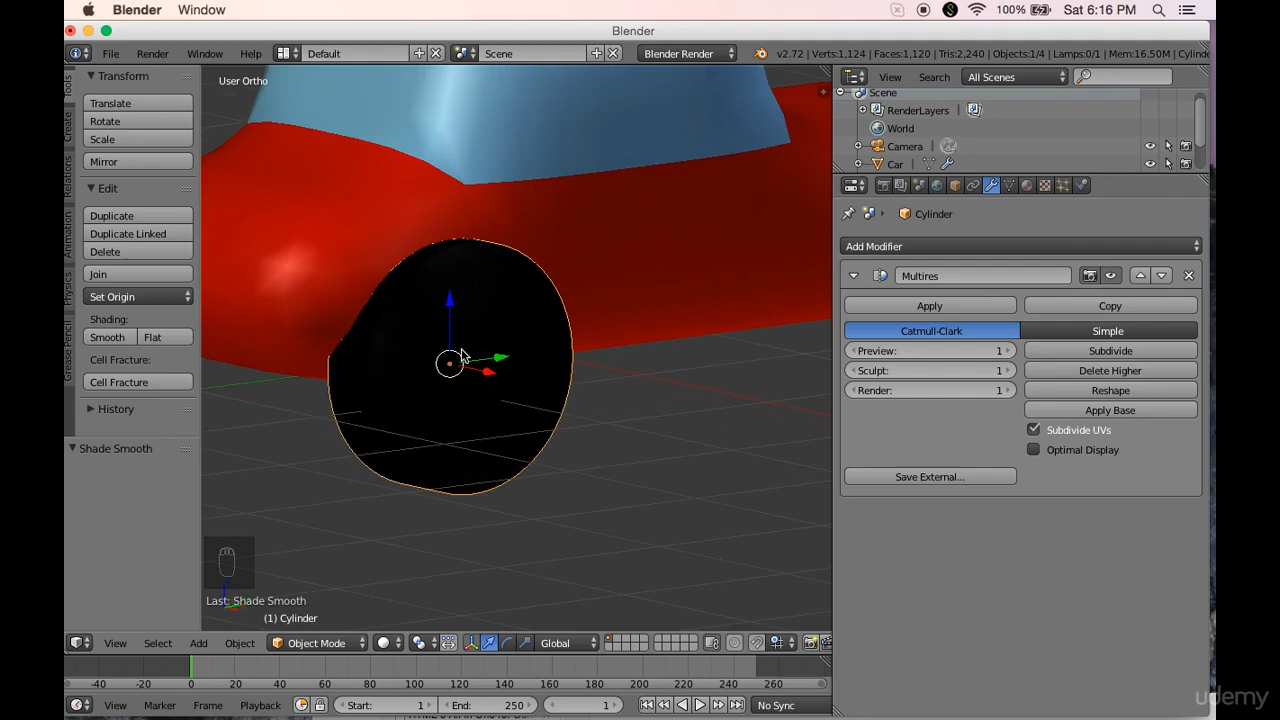 Blender Window 100% Sat 6:16 PM
Blender
File Render Window Help Default Scene Blender Render v2.72 | Verts:1,124 | Faces:1,120 | Tris:2,240 | Objects:1/4 | Lamps:0/1 | Mem:16.50M | Cylinde
Tools
Create
Relations
Animation
Physics
Grease Pencil
Transform
Translate
Rotate
Scale
Mirror
Edit
Duplicate
Duplicate Linked
Delete
Join
Set Origin
Shading:
Smooth Flat
Cell Fracture:
Cell Fracture
History
Shade Smooth
User Ortho
Last: Shade Smooth
(1) Cylinder
View Search All Scenes
Scene
RenderLayers
World
Camera
Car
Cylinder
Add Modifier
Multires
Apply Copy
Catmull-Clark Simple
Preview: 1 Subdivide
Sculpt: 1 Delete Higher
Render: 1 Reshape
Apply Base
Subdivide UVs
Optimal Display
Save External...
View Select Add Object Object Mode Global
-40 -20 0 20 40 60 80 100 120 140 160 180 200 220 240 260
View Marker Frame Playback Start: 1 End: 250 1 No Sync
udemy